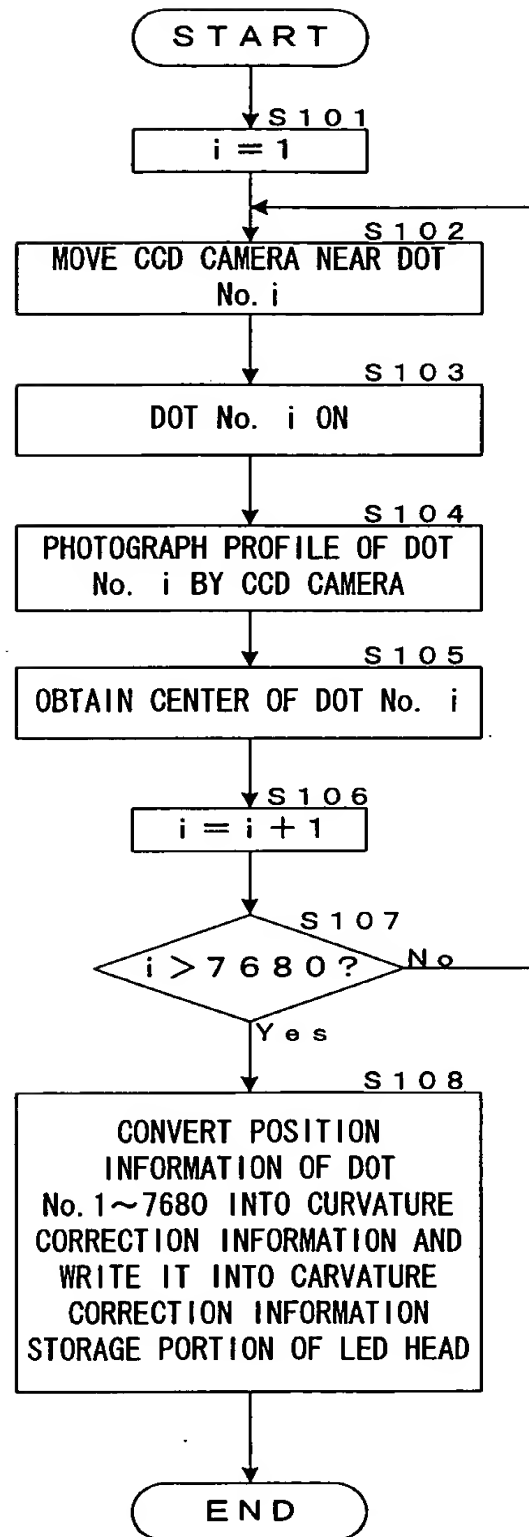 START
S101
i=1
S102
MOVE CCD CAMERA NEAR DOT
No. i
S103
DOT No. i ON
S104
PHOTOGRAPH PROFILE OF DOT
No. i BY CCD CAMERA
S105
OBTAIN CENTER OF DOT No. i
S106
i=i+1
S107
i>7680?
No
Yes
S108
CONVERT POSITION
INFORMATION OF DOT
No.1~7680 INTO CURVATURE
CORRECTION INFORMATION AND
WRITE IT INTO CARVATURE
CORRECTION INFORMATION
STORAGE PORTION OF LED HEAD
END